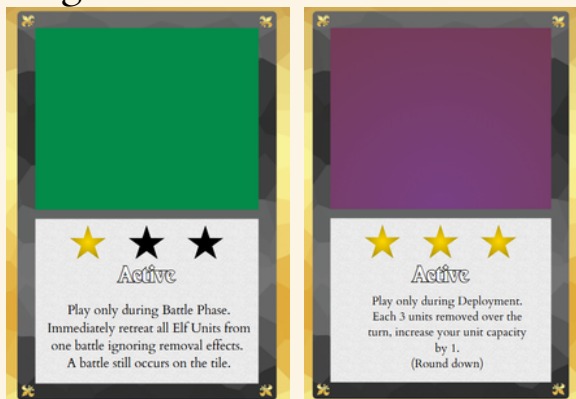 Active
Play only during Battle Phase.
Immediately retreat all Elf Units from
one battle ignoring removal effects.
A battle still occurs on the tile.
Active
Play only during Deployment.
Each 3 units removed over the
turn, increase your unit capacity
by 1.
(Round down)